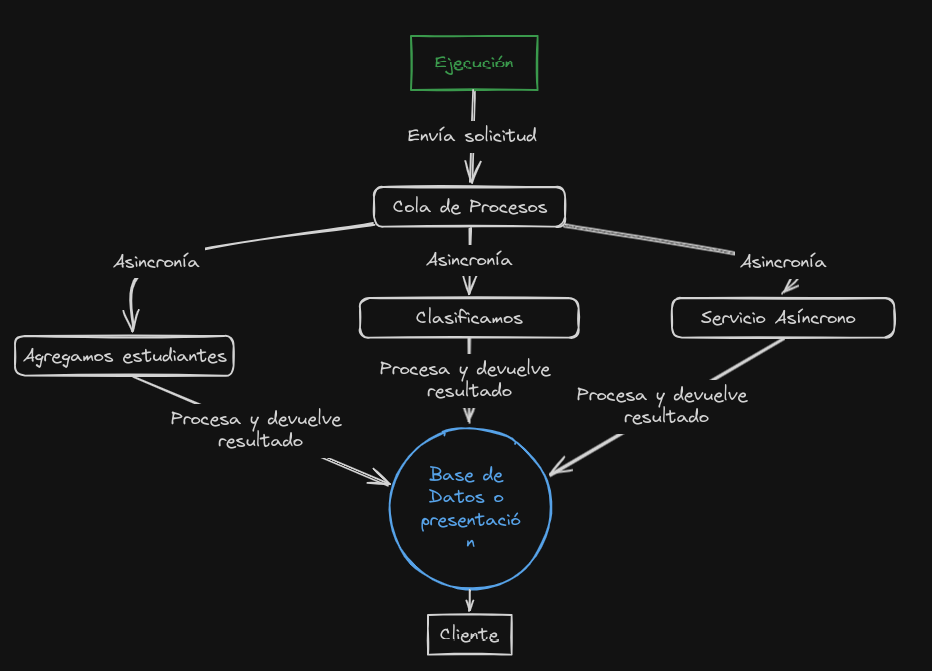 Ejecución
Envía solicitud
Cola de Procesos
Asincronía
Asincronía
Asincronía
Agregamos estudiantes
Clasificamos
Servicio Asíncrono
Procesa y devuelve
resultado
Procesa y devuelve
resultado
Procesa y devuelve
resultado
Base de
Datos o
presentació
n
Cliente